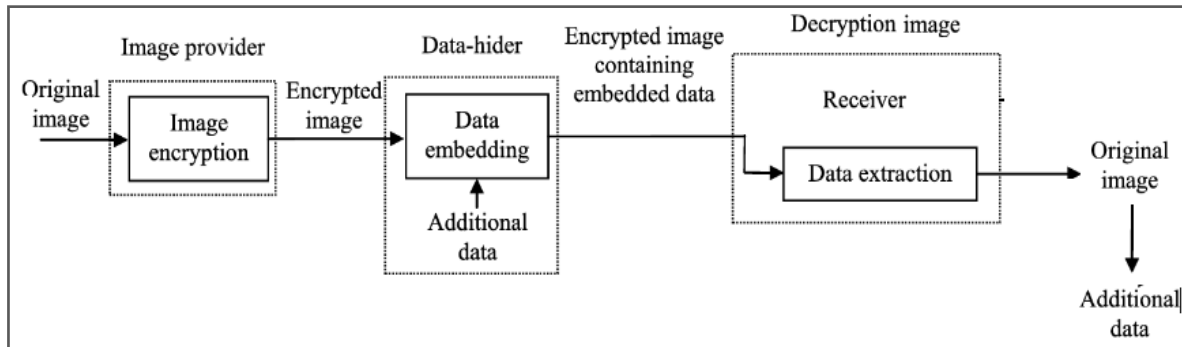 Image provider
Original
image
Image
encryption
Encrypted
image
Data-hider
Data
embedding
Additional
data
Encrypted image
containing
embedded data
Decryption image
Receiver
Data extraction
Original
image
Additional
data